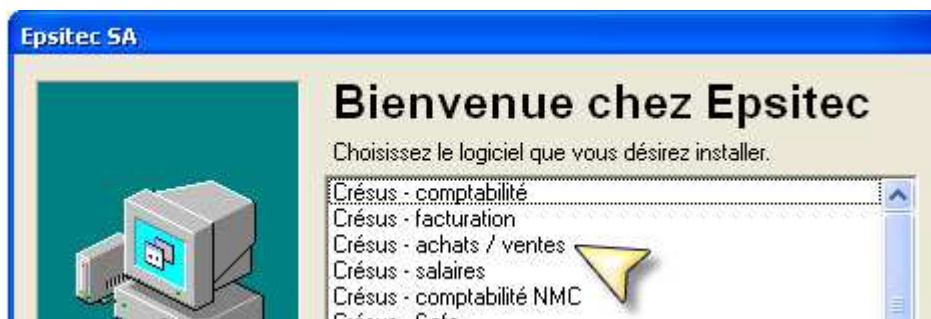 Epsitec SA
Bienvenue chez Epsitec
Choisissez le logiciel que vous désirez installer.
Crésus - comptabilité
Crésus - facturation
Crésus - achats / ventes
Crésus - salaires
Crésus - comptabilité NMC